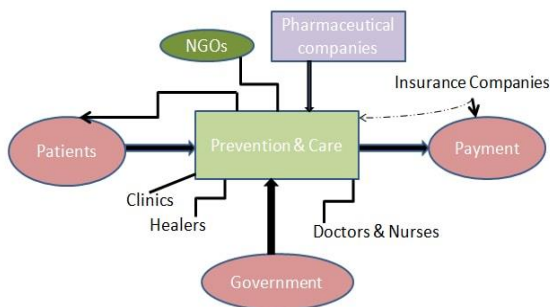 Pharmaceutical
companies
NGOs
Insurance Companies
Patients
Prevention & Care
Payment
Clinics
Healers
Doctors & Nurses
Government